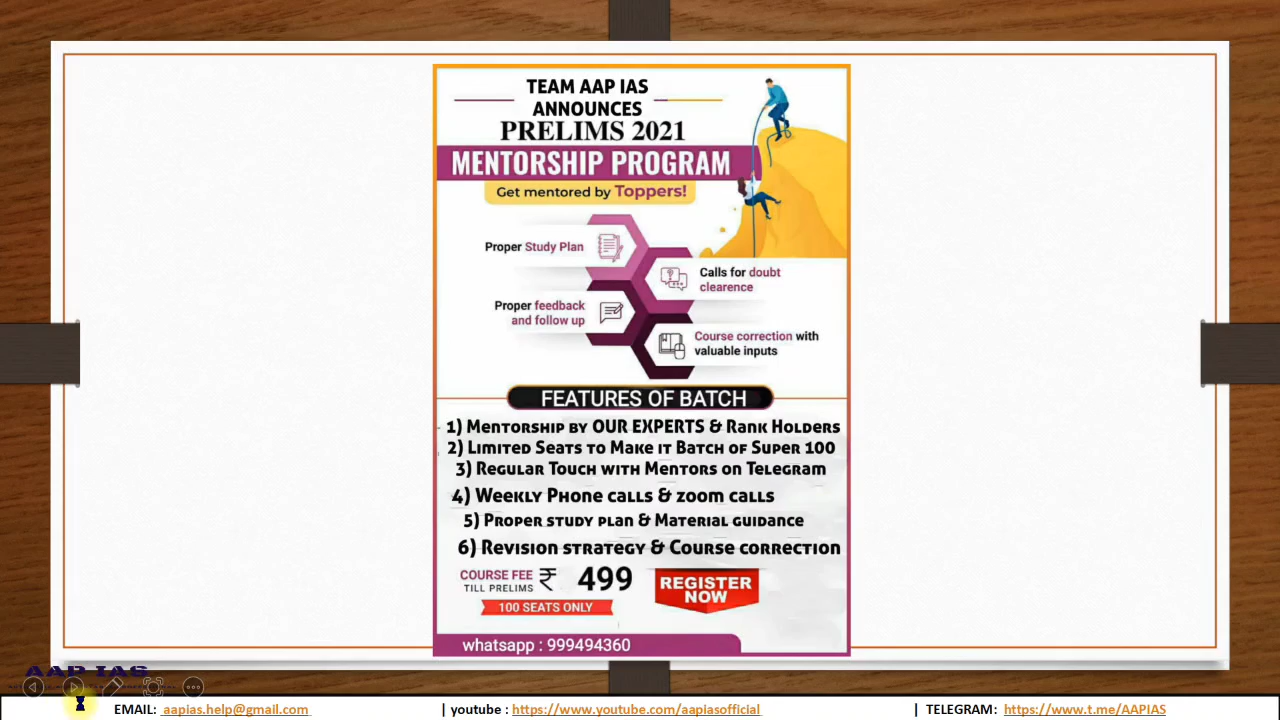 TEAM AAP IAS
ANNOUNCES
PRELIMS 2021
MENTORSHIP PROGRAM
Get mentored by Toppers!
Proper Study Plan
Calls for doubt
clearence
Proper feedback
and follow up
Course correction with
valuable inputs
FEATURES OF BATCH
1) Mentorship by OUR EXPERTS & Rank Holders
2) Limited Seats to Make it Batch of Super 100
3) Regular Touch with Mentors on Telegram
4) Weekly Phone calls & zoom calls
5) Proper study plan & Material guidance
6) Revision strategy & Course correction
COURSE FEE
TILL PRELIMS
₹ 499
REGISTER
NOW
100 SEATS ONLY
whatsapp : 999494360
AAP IAS
EMAIL: aapias.help@gmail.com | youtube : https://www.youtube.com/aapiasofficial | TELEGRAM: https://www.t.me/AAPIAS